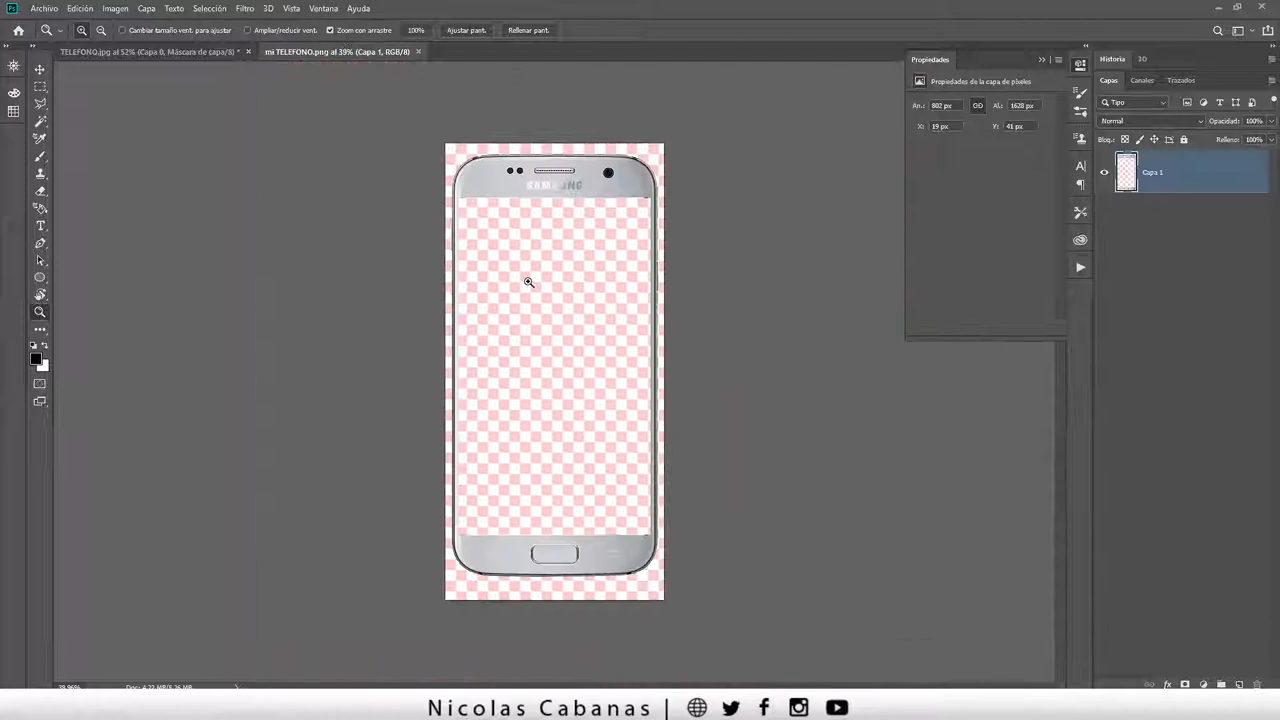 Ps Archivo Edición Imagen Capa Texto Selección Filtro 3D Vista Ventana Ayuda
Cambiar tamaño vent. para ajustar Ampliar/reducir vent. Zoom con arrastre 100% Ajustar pant. Rellenar pant.
TELEFONO.jpg al 52% (Capa 0, Máscara de capa/8) * × mi TELEFONO.png al 39% (Capa 1, RGB/8) ×
Propiedades
Propiedades de la capa de píxeles
An.: 802 px Al.: 1628 px
X: 19 px Y: 41 px
Historia 3D
Capas Canales Trazados
Tipo
Normal Opacidad: 100%
Bloq.: Relleno: 100%
Capa 1
SAMSUNG
Nicolas Cabanas |